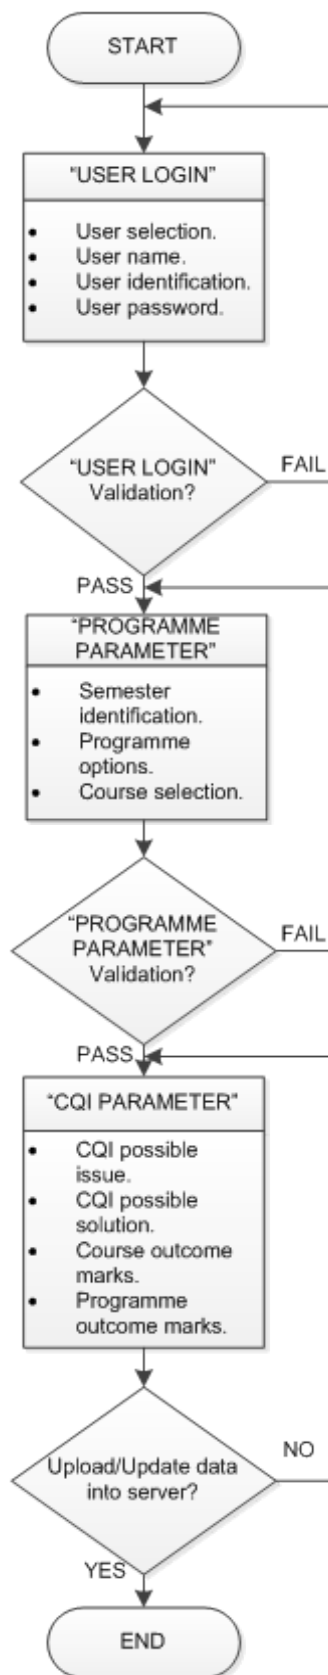 START
“USER LOGIN”
• User selection.
• User name.
• User identification.
• User password.
“USER LOGIN”
Validation?
FAIL
PASS
“PROGRAMME
PARAMETER”
• Semester
identification.
• Programme
options.
• Course selection.
“PROGRAMME
PARAMETER”
Validation?
FAIL
PASS
“CQI PARAMETER”
• CQI possible
issue.
• CQI possible
solution.
• Course outcome
marks.
• Programme
outcome marks.
Upload/Update data
into server?
NO
YES
END